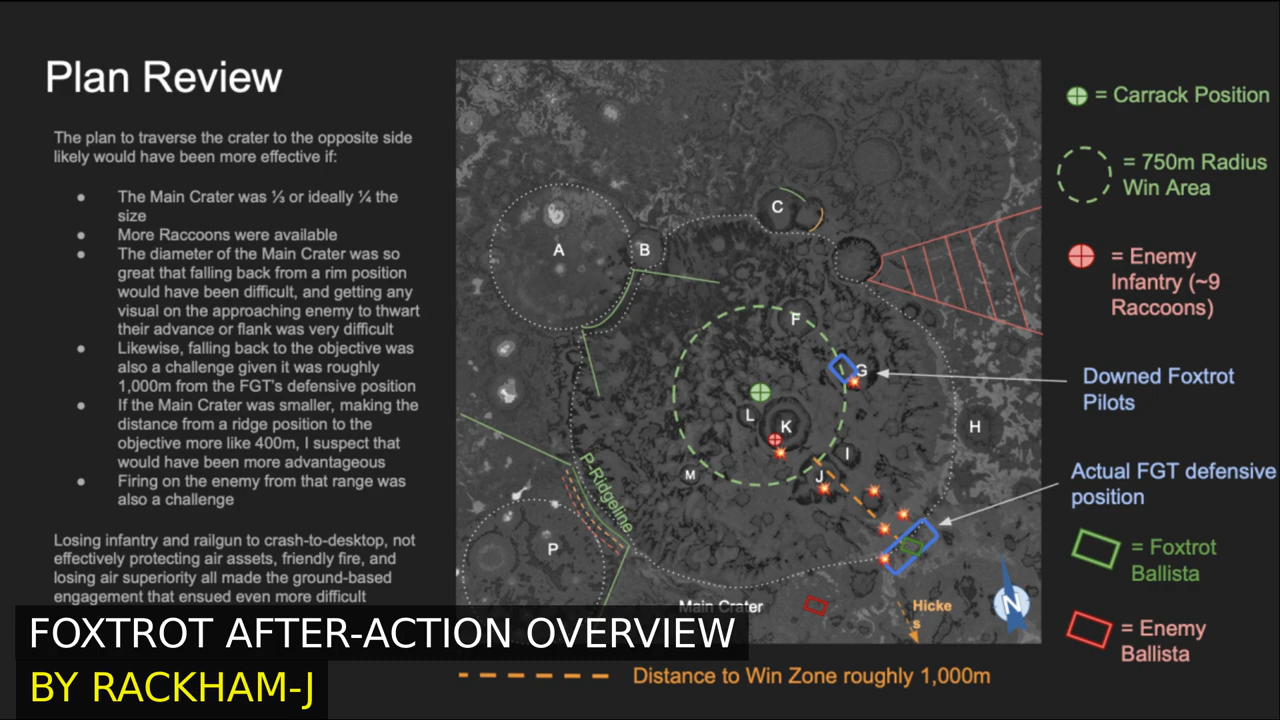 Plan Review
The plan to traverse the crater to the opposite side
likely would have been more effective if:
● The Main Crater was ⅓ or ideally ¼ the
size
● More Raccoons were available
● The diameter of the Main Crater was so
great that falling back from a rim position
would have been difficult, and getting any
visual on the approaching enemy to thwart
their advance or flank was very difficult
● Likewise, falling back to the objective was
also a challenge given it was roughly
1,000m from the FGT's defensive position
● If the Main Crater was smaller, making the
distance from a ridge position to the
objective more like 400m, I suspect that
would have been more advantageous
● Firing on the enemy from that range was
also a challenge
Losing infantry and railgun to crash-to-desktop, not
effectively protecting air assets, friendly fire, and
losing air superiority all made the ground-based
engagement that ensued even more difficult
A
B
C
F
G
L
K
H
I
J
M
P-Ridgeline
P
Main Crater
Hicke
s
N
= Carrack Position
= 750m Radius
Win Area
= Enemy
Infantry (~9
Raccoons)
Downed Foxtrot
Pilots
Actual FGT defensive
position
= Foxtrot
Ballista
= Enemy
Ballista
Distance to Win Zone roughly 1,000m
FOXTROT AFTER-ACTION OVERVIEW
BY RACKHAM-J